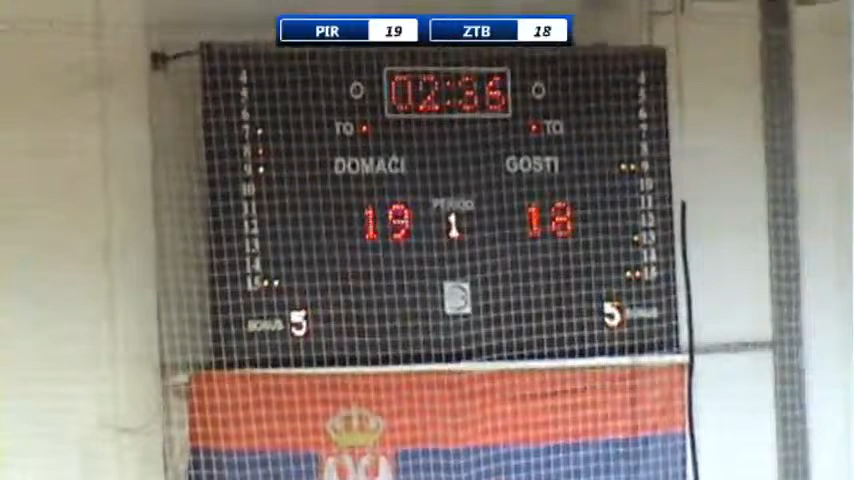 PIR 19 ZTB 18
02:36
TO TO
DOMAĆI GOSTI
PERIOD
19 1 18
4 4
5 5
6 6
7 7
8 8
9 9
10 10
11 11
12 12
13 13
14 14
15 15
BONUS 5 5 BONUS